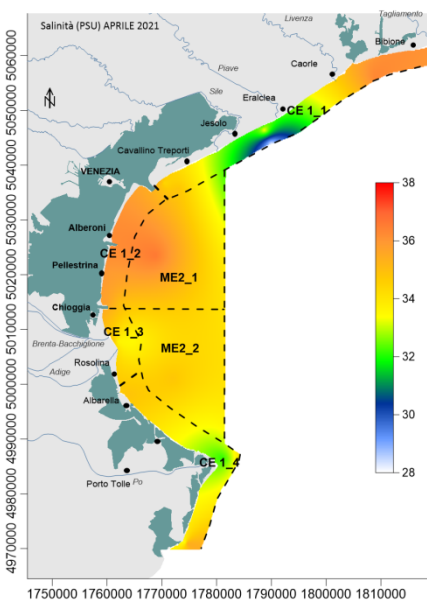 Salinità (PSU) APRILE 2021
Tagliamento
Livenza
Bibione
Caorle
Piave
Sile
Eraiclea
CE 1_1
Jesolo
Cavallino Treporti
VENEZIA
Alberoni
CE 1_2
Pellestrina
ME2_1
Chioggia
CE 1_3
Brenta-Bacchiglione
ME2_2
Rosolina
Adige
Albarella
CE 1_4
Porto Tolle
Po
N
38
36
34
32
30
28
5060000
5050000
5040000
5030000
5020000
5010000
5000000
4990000
4980000
4970000
1750000 1760000 1770000 1780000 1790000 1800000 1810000